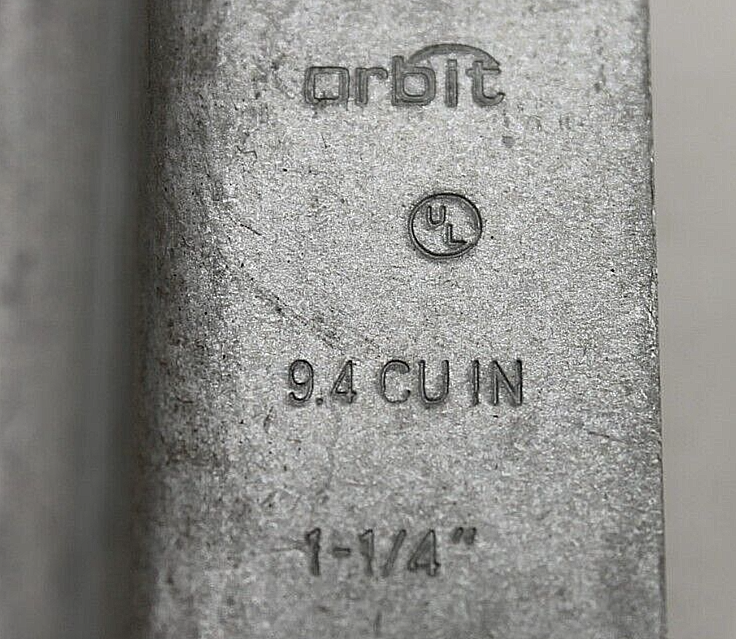 orbit
UL
9.4 CU IN
1-1/4"